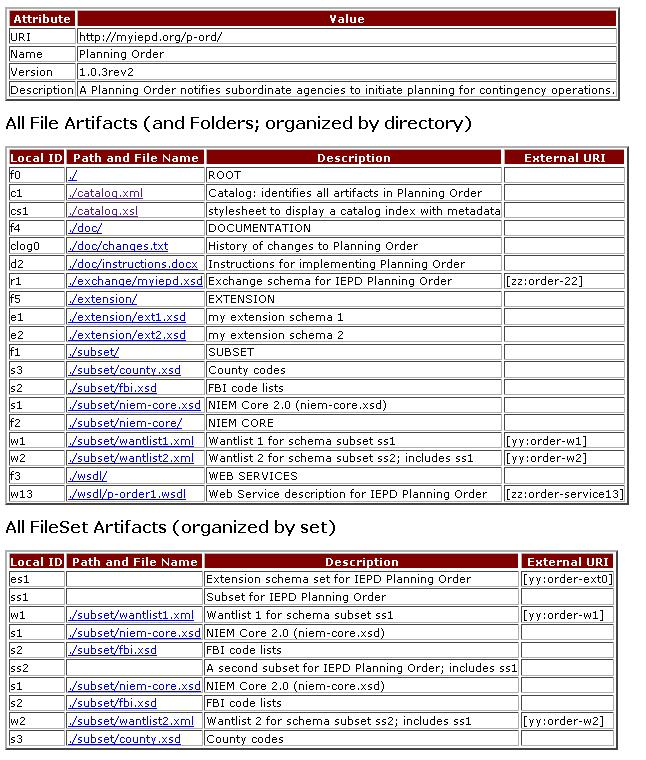 Attribute Value
URI http://myiepd.org/p-ord/
Name Planning Order
Version 1.0.3rev2
Description A Planning Order notifies subordinate agencies to initiate planning for contingency operations.
All File Artifacts (and Folders; organized by directory)
Local ID Path and File Name Description External URI
f0 ./ ROOT
c1 ./catalog.xml Catalog: identifies all artifacts in Planning Order
cs1 ./catalog.xsl stylesheet to display a catalog index with metadata
f4 ./doc/ DOCUMENTATION
clog0 ./doc/changes.txt History of changes to Planning Order
d2 ./doc/instructions.docx Instructions for implementing Planning Order
r1 ./exchange/myiepd.xsd Exchange schema for IEPD Planning Order [zz:order-22]
f5 ./extension/ EXTENSION
e1 ./extension/ext1.xsd my extension schema 1
e2 ./extension/ext2.xsd my extension schema 2
f1 ./subset/ SUBSET
s3 ./subset/county.xsd County codes
s2 ./subset/fbi.xsd FBI code lists
s1 ./subset/niem-core.xsd NIEM Core 2.0 (niem-core.xsd)
f2 ./subset/niem-core/ NIEM CORE
w1 ./subset/wantlist1.xml Wantlist 1 for schema subset ss1 [yy:order-w1]
w2 ./subset/wantlist2.xml Wantlist 2 for schema subset ss2; includes ss1 [yy:order-w2]
f3 ./wsdl/ WEB SERVICES
w13 ./wsdl/p-order1.wsdl Web Service description for IEPD Planning Order [zz:order-service13]
All FileSet Artifacts (organized by set)
Local ID Path and File Name Description External URI
es1 Extension schema set for IEPD Planning Order [yy:order-ext0]
ss1 Subset for IEPD Planning Order
w1 ./subset/wantlist1.xml Wantlist 1 for schema subset ss1 [yy:order-w1]
s1 ./subset/niem-core.xsd NIEM Core 2.0 (niem-core.xsd)
s2 ./subset/fbi.xsd FBI code lists
ss2 A second subset for IEPD Planning Order; includes ss1
s1 ./subset/niem-core.xsd NIEM Core 2.0 (niem-core.xsd)
s2 ./subset/fbi.xsd FBI code lists
w2 ./subset/wantlist2.xml Wantlist 2 for schema subset ss2; includes ss1 [yy:order-w2]
s3 ./subset/county.xsd County codes